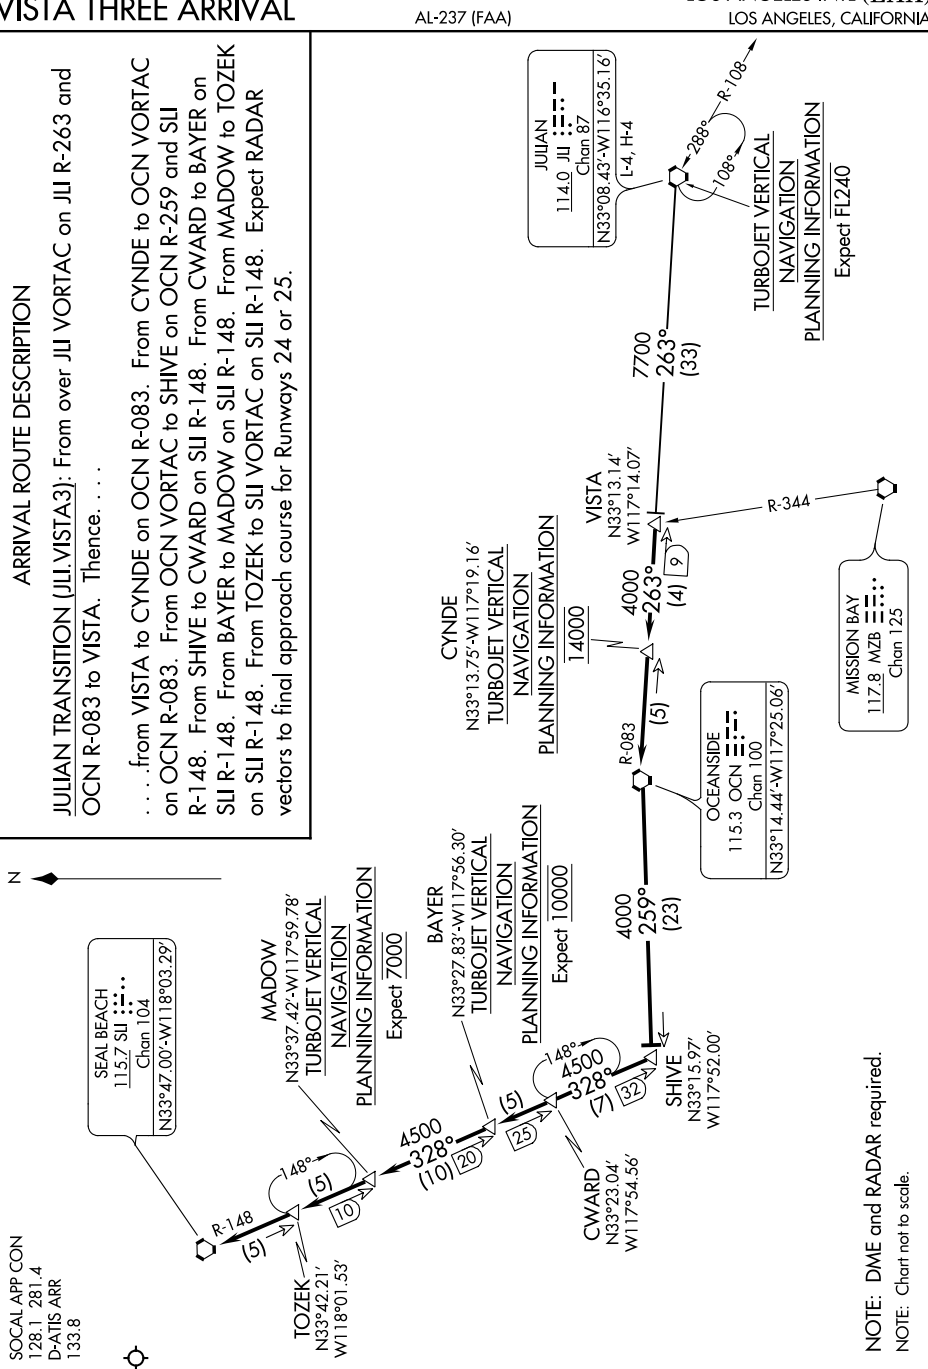 VISTA THREE ARRIVAL
AL-237 (FAA)
LOS ANGELES, CALIFORNIA
ARRIVAL ROUTE DESCRIPTION
JULIAN TRANSITION (JLI.VISTA3): From over JLI VORTAC on JLI R-263 and
OCN R-083 to VISTA. Thence. . . .
. . . .from VISTA to CYNDE on OCN R-083. From CYNDE to OCN VORTAC
on OCN R-083. From OCN VORTAC to SHIVE on OCN R-259 and SLI
R-148. From SHIVE to CWARD on SLI R-148. From CWARD to BAYER on
SLI R-148. From BAYER to MADOW on SLI R-148. From MADOW to TOZEK
on SLI R-148. From TOZEK to SLI VORTAC on SLI R-148. Expect RADAR
vectors to final approach course for Runways 24 or 25.
SOCAL APP CON
128.1 281.4
D-ATIS ARR
133.8
N
SEAL BEACH
115.7 SLI
Chan 104
N33°47.00'-W118°03.29'
R-148
(5)
TOZEK
N33°42.21'
W118°01.53'
148°
(5)
10
MADOW
N33°37.42'-W117°59.78'
TURBOJET VERTICAL
NAVIGATION
PLANNING INFORMATION
Expect 7000
4500
328°
(10)
20
BAYER
N33°27.83'-W117°56.30'
TURBOJET VERTICAL
NAVIGATION
PLANNING INFORMATION
Expect 10000
(5)
25
CWARD
N33°23.04'
W117°54.56'
148°
4500
328°
(7)
32
SHIVE
N33°15.97'
W117°52.00'
4000
259°
(23)
OCEANSIDE
115.3 OCN
Chan 100
N33°14.44'-W117°25.06'
R-083
(5)
CYNDE
N33°13.75'-W117°19.16'
TURBOJET VERTICAL
NAVIGATION
PLANNING INFORMATION
14000
4000
263°
(4)
9
VISTA
N33°13.14'
W117°14.07'
R-344
MISSION BAY
117.8 MZB
Chan 125
7700
263°
(33)
JULIAN
114.0 JLI
Chan 87
N33°08.43'-W116°35.16'
L-4, H-4
288°
R-108
108°
TURBOJET VERTICAL
NAVIGATION
PLANNING INFORMATION
Expect FL240
NOTE: DME and RADAR required.
NOTE: Chart not to scale.